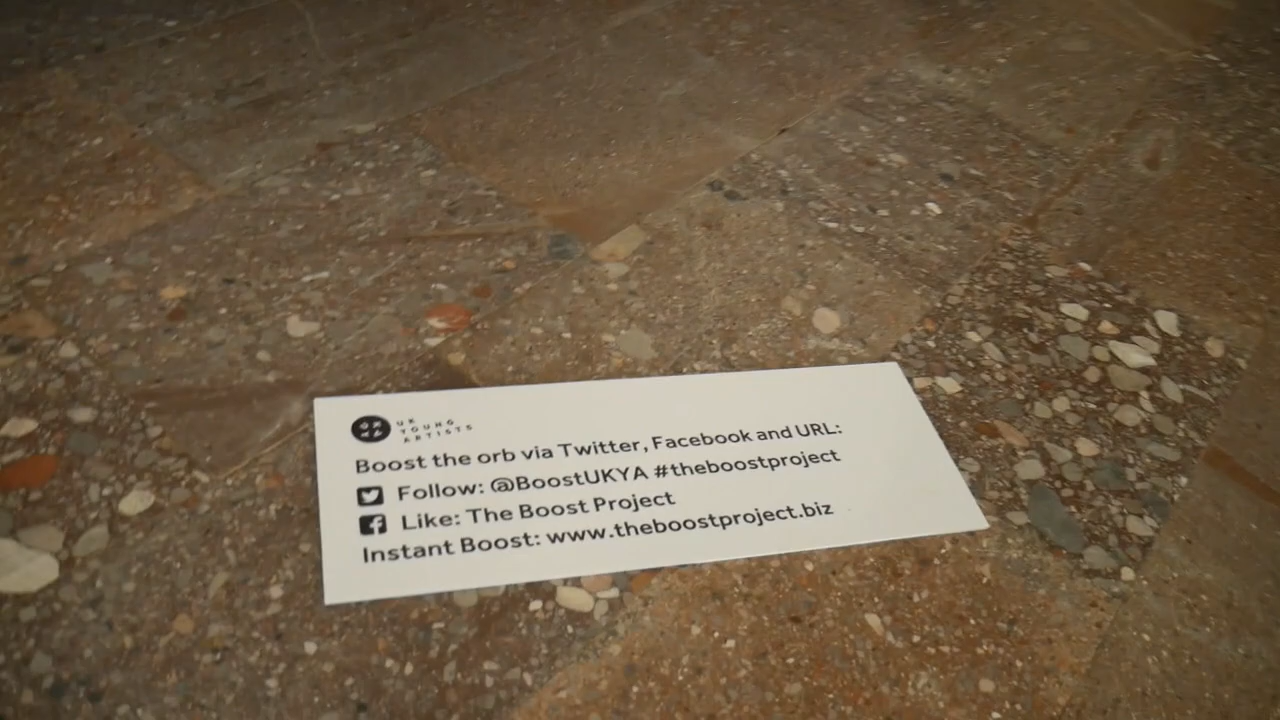 UK
YOUNG
ARTISTS
Boost the orb via Twitter, Facebook and URL:
Follow: @BoostUKYA #theboostproject
Like: The Boost Project
Instant Boost: www.theboostproject.biz